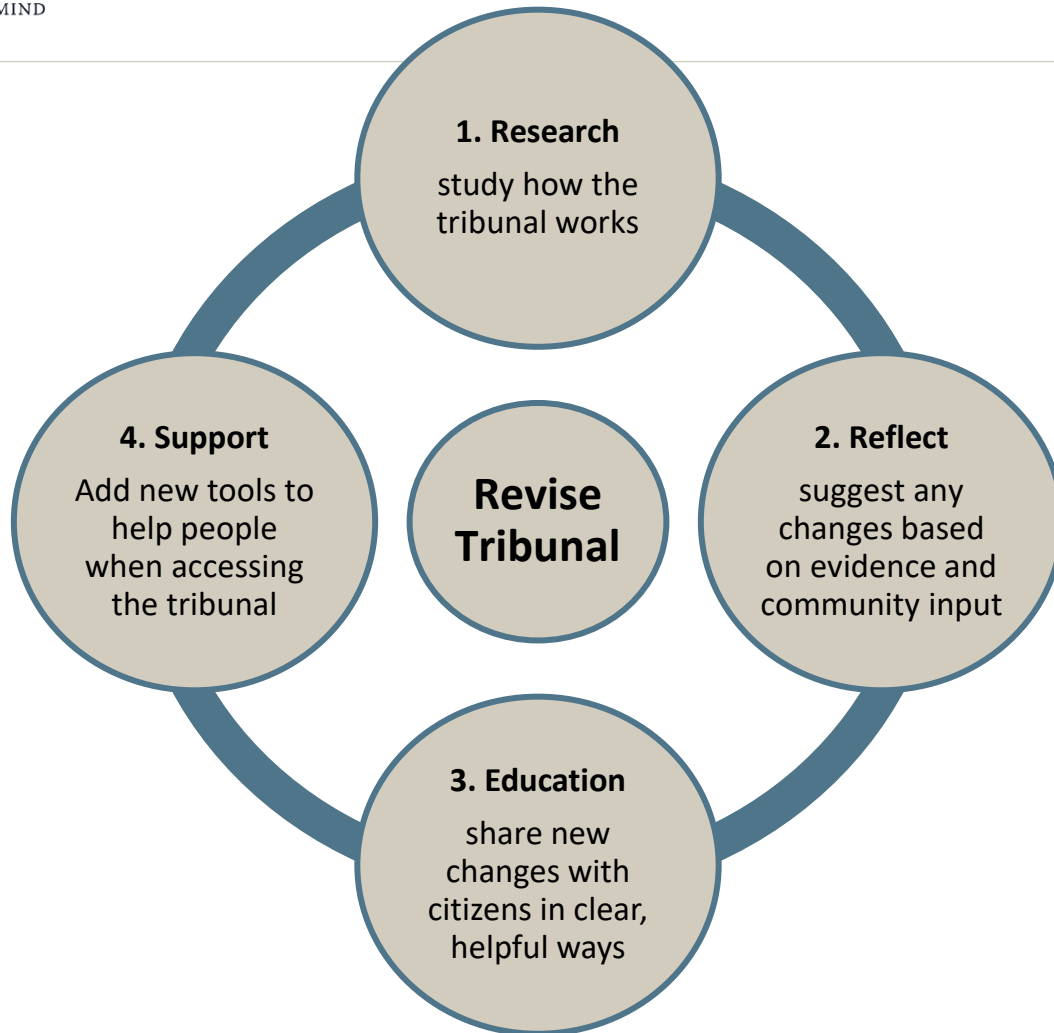 MIND
1. Research
study how the
tribunal works
2. Reflect
suggest any
changes based
on evidence and
community input
3. Education
share new
changes with
citizens in clear,
helpful ways
4. Support
Add new tools to
help people
when accessing
the tribunal
Revise
Tribunal